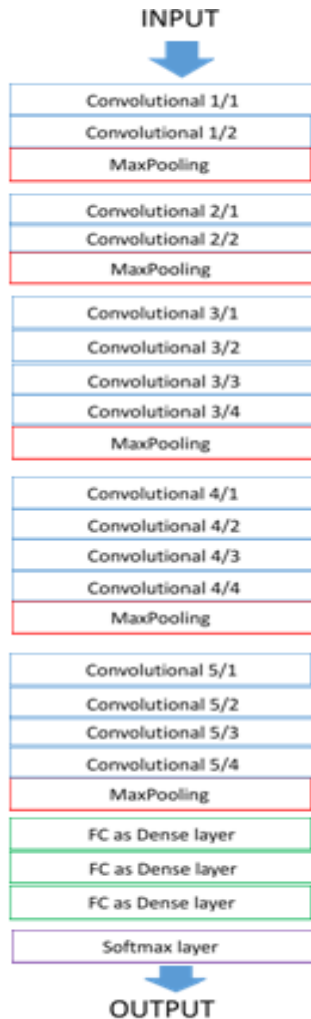 INPUT
Convolutional 1/1
Convolutional 1/2
MaxPooling
Convolutional 2/1
Convolutional 2/2
MaxPooling
Convolutional 3/1
Convolutional 3/2
Convolutional 3/3
Convolutional 3/4
MaxPooling
Convolutional 4/1
Convolutional 4/2
Convolutional 4/3
Convolutional 4/4
MaxPooling
Convolutional 5/1
Convolutional 5/2
Convolutional 5/3
Convolutional 5/4
MaxPooling
FC as Dense layer
FC as Dense layer
FC as Dense layer
Softmax layer
OUTPUT